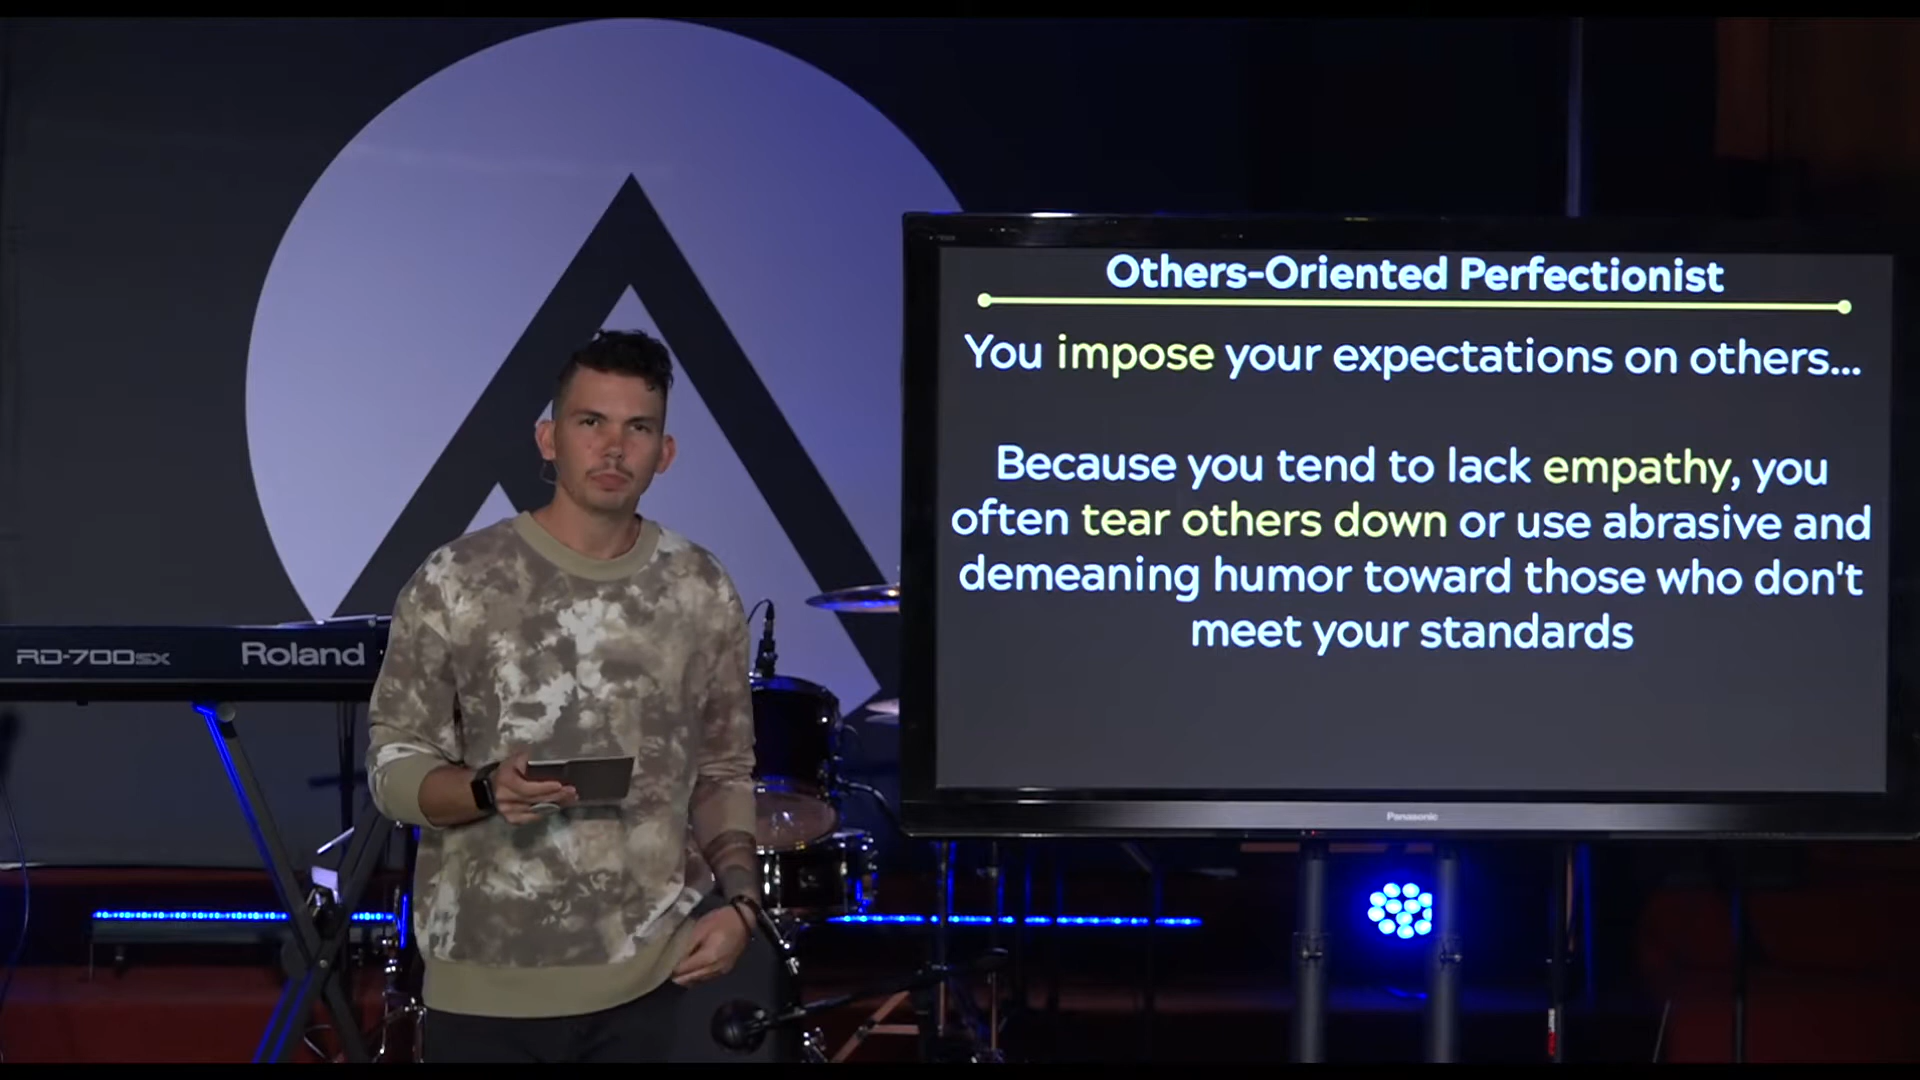 Others-Oriented Perfectionist
You impose your expectations on others...
Because you tend to lack empathy, you
often tear others down or use abrasive and
demeaning humor toward those who don't
meet your standards
RD-700SX Roland
Panasonic